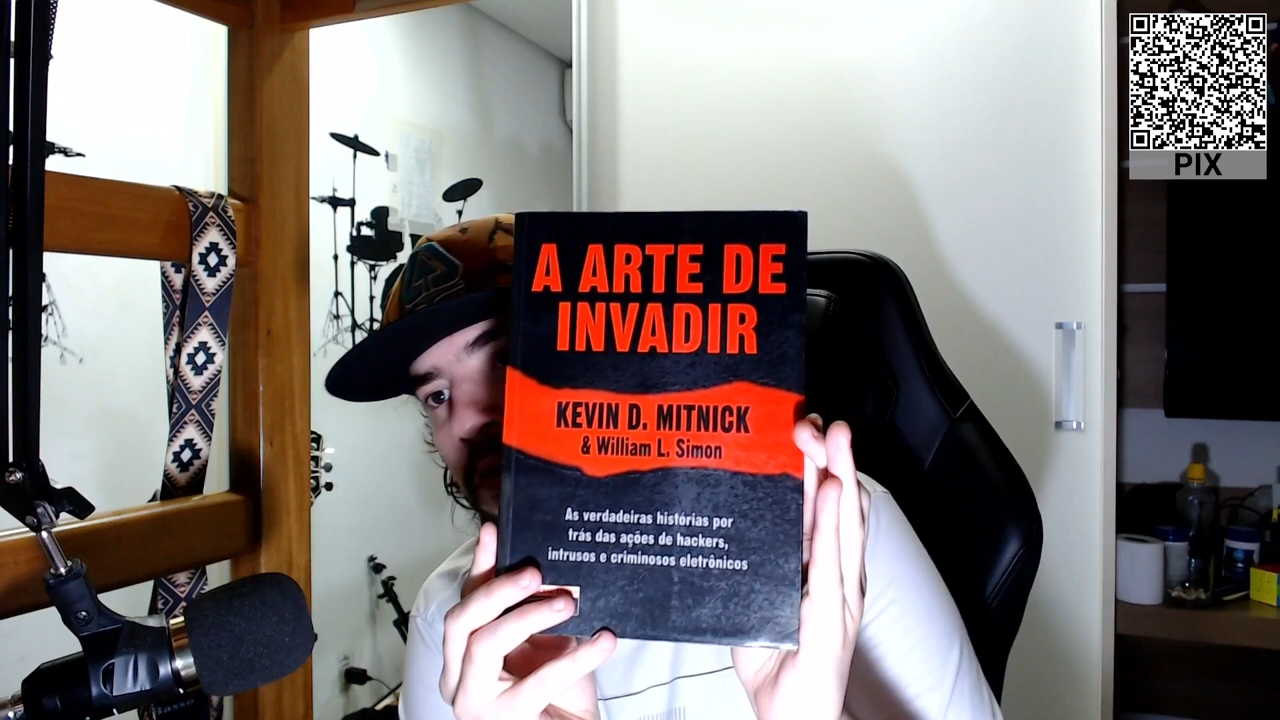 PIX
A ARTE DE
INVADIR
KEVIN D. MITNICK
& William L. Simon
As verdadeiras histórias por
trás das ações de hackers,
intrusos e criminosos eletrônicos